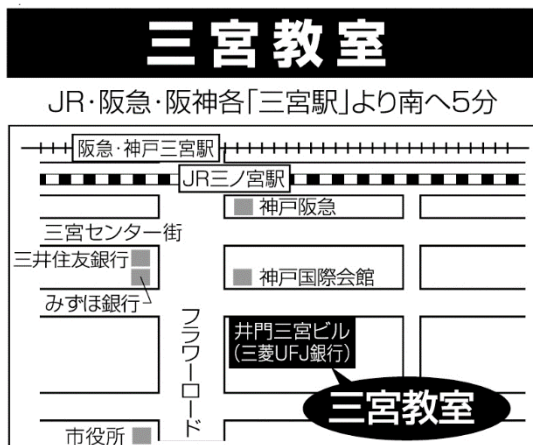 三宮教室
JR・阪急・阪神各「三宮駅」より南へ5分
阪急・神戸三宮駅
JR三ノ宮駅
神戸阪急
三宮センター街
三井住友銀行
神戸国際会館
みずほ銀行
フラワーロード
井門三宮ビル
(三菱UFJ銀行)
三宮教室
市役所